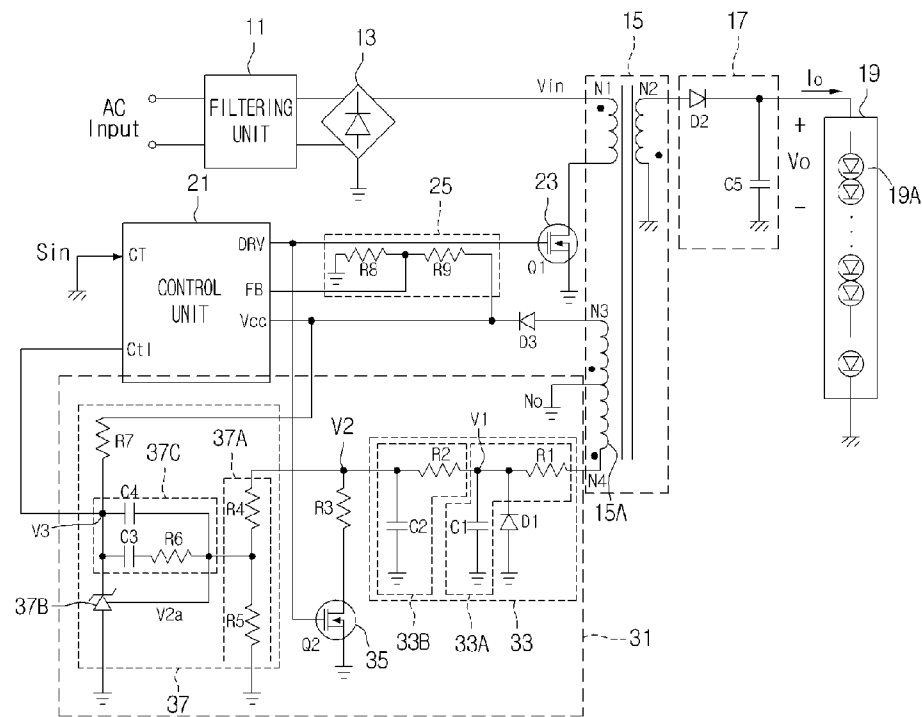 11
13
15
17
FILTERING
UNIT
AC
Input
Vin
N1
N2
D2
Io
19
+
Vo
−
C5
19A
21
25
23
Sin
CT
DRV
R8
R9
Q1
CONTROL
UNIT
FB
Vcc
D3
N3
Ctl
No
R7
37A
V2
V1
37C
R2
R1
N4
C4
R4
R3
15A
V3
C3
R6
C2
C1
D1
37B
V2a
R5
Q2
35
33B
33A
33
31
37